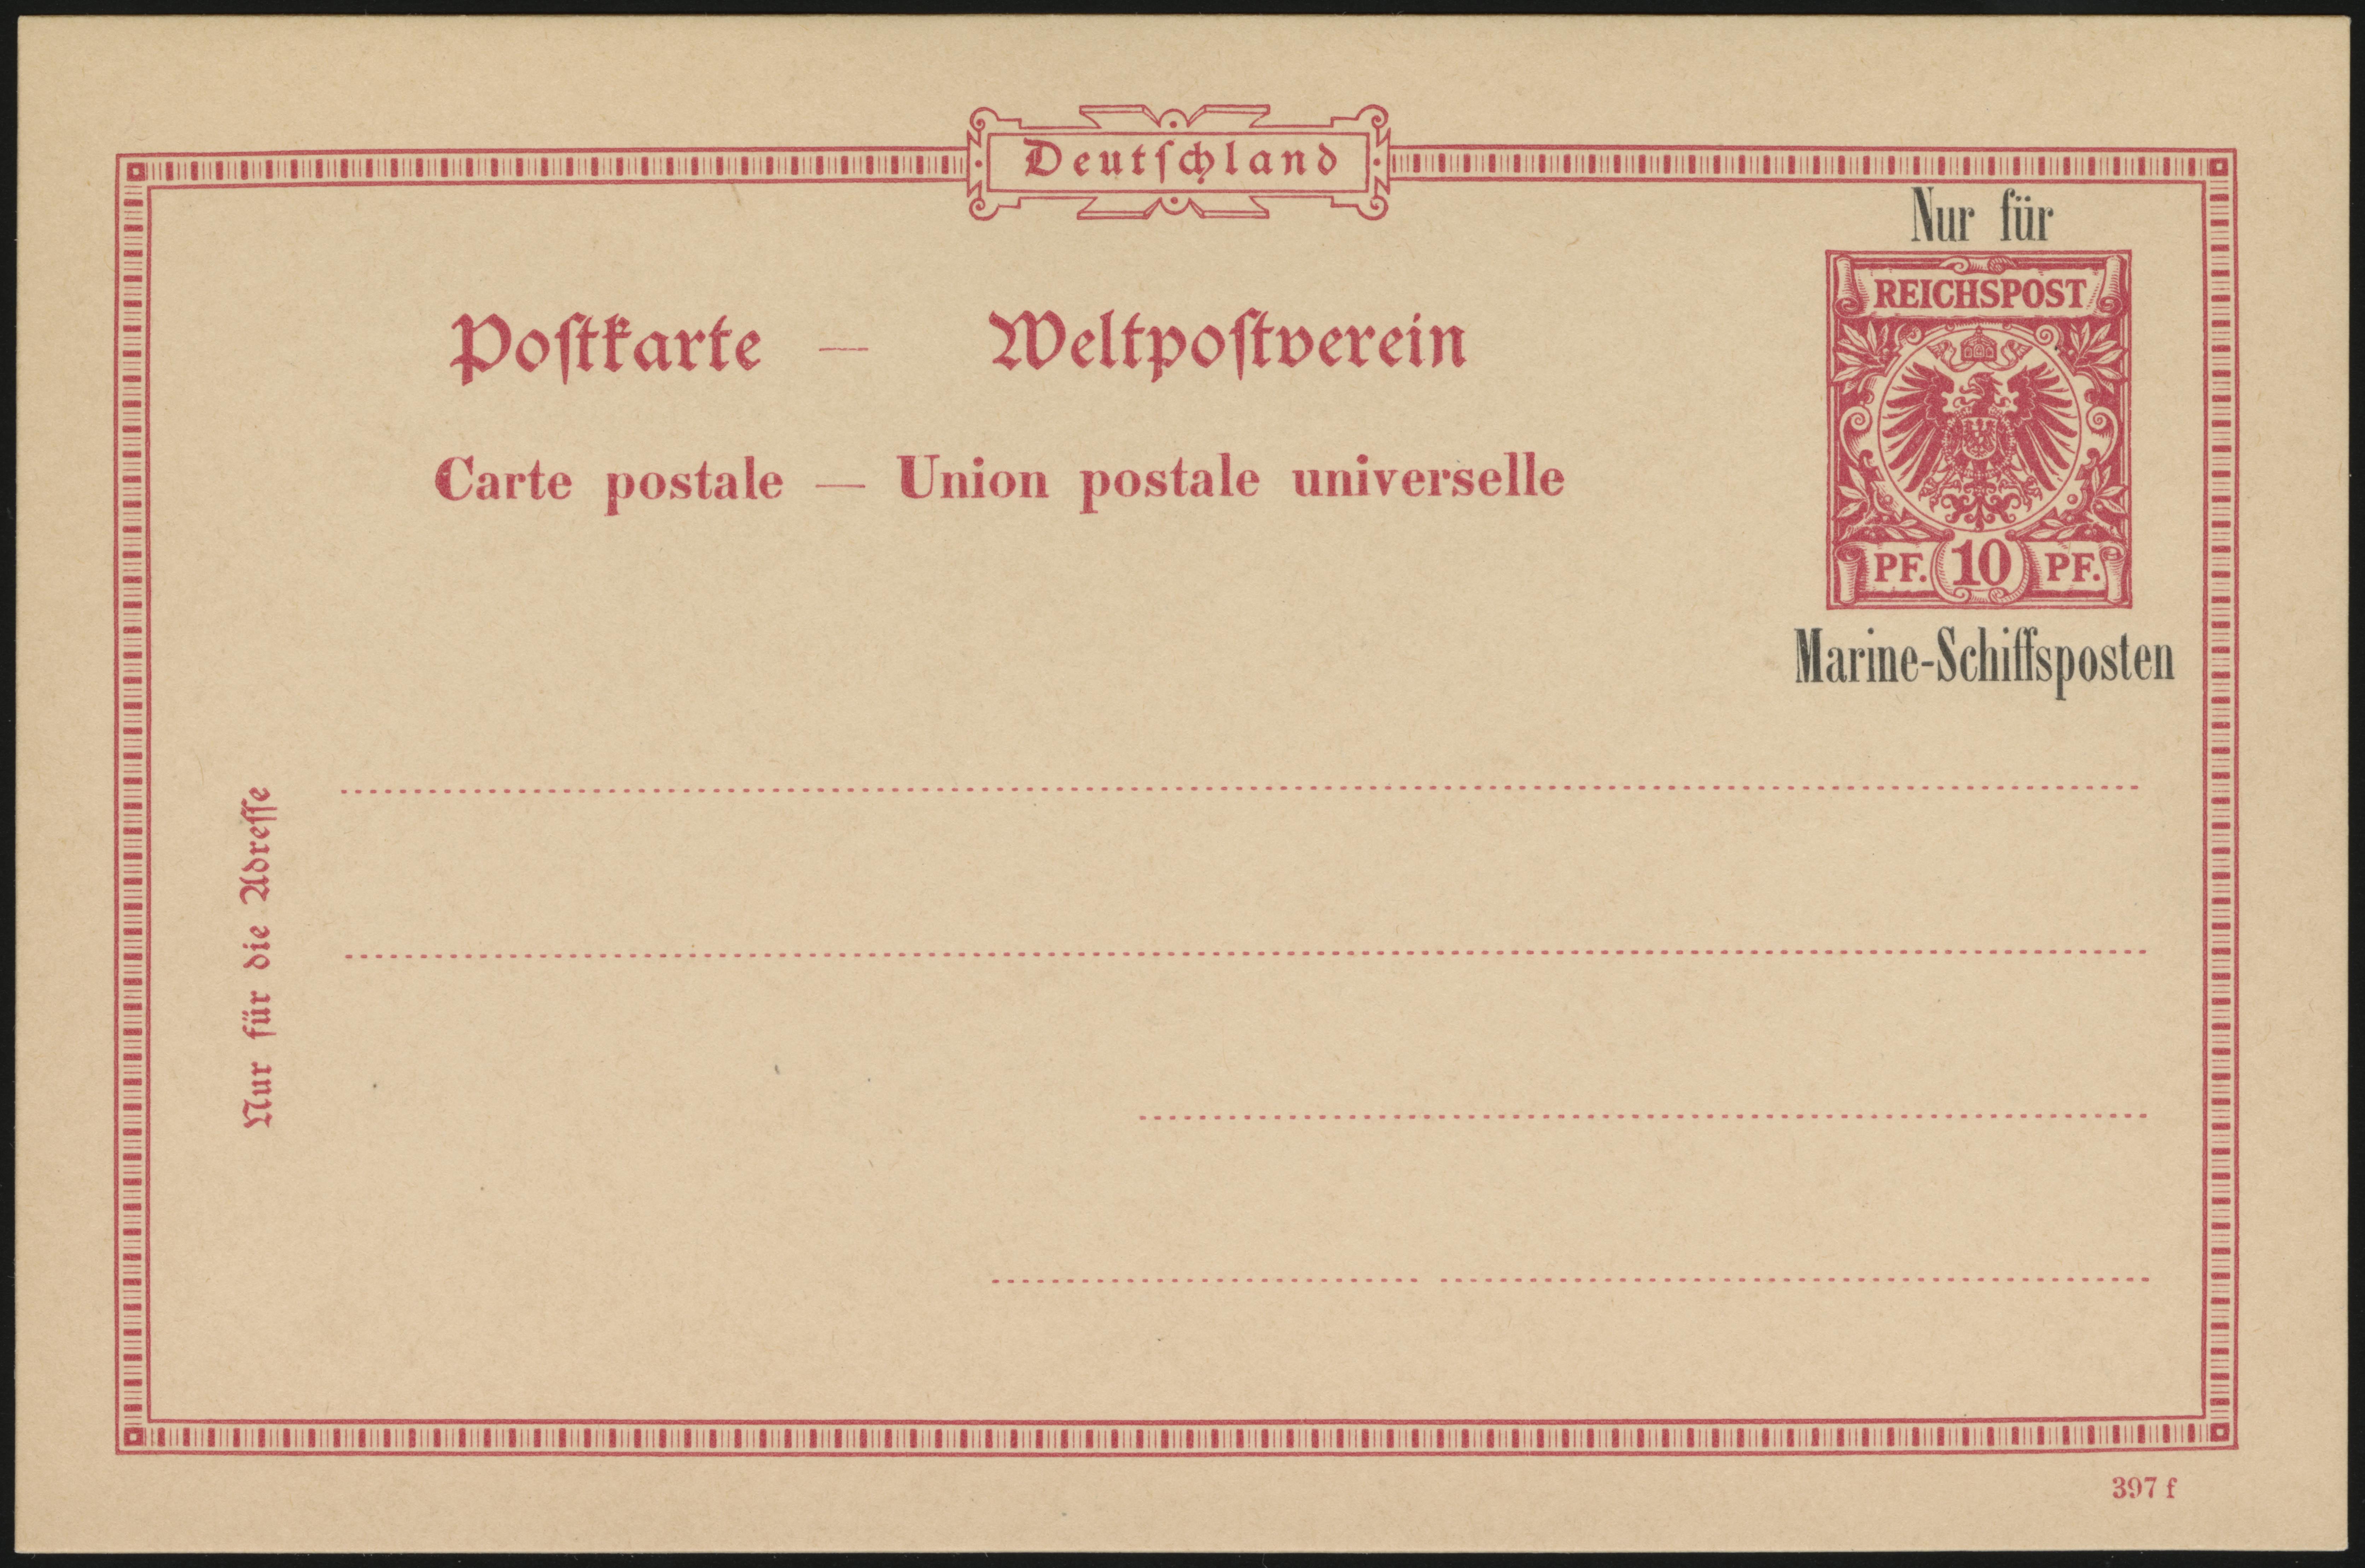 Deutſchland
Nur für
REICHSPOST
Poſtkarte — Weltpoſtverein
Carte postale — Union postale universelle
PF. 10 PF.
Marine-Schiffsposten
Nur für die Adreſſe
397 f